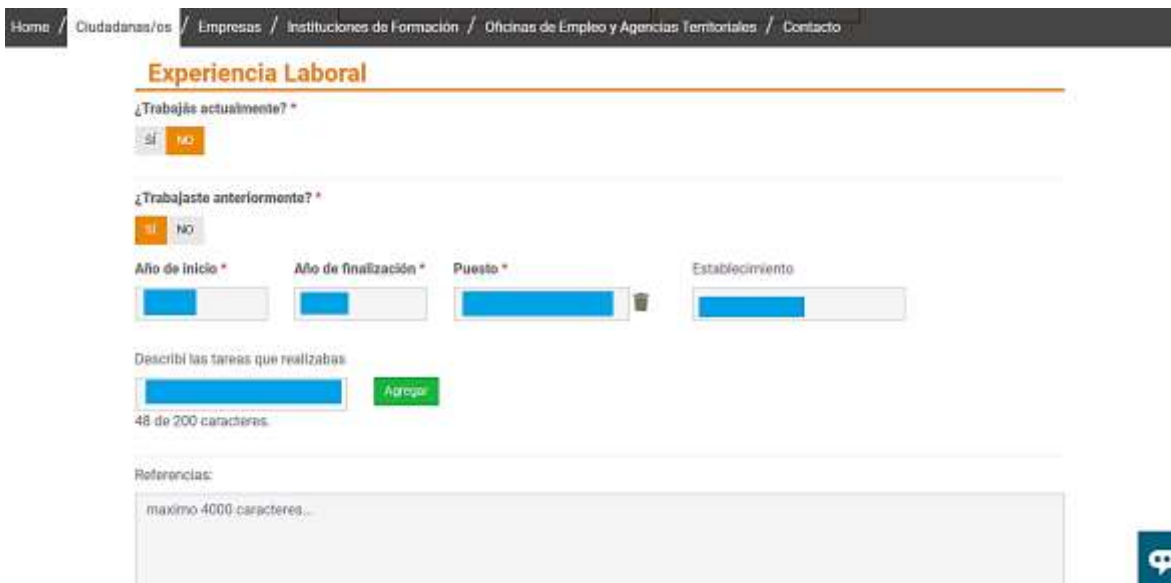 Home / Ciudadanas/os / Empresas / Instituciones de Formación / Oficinas de Empleo y Agencias Territoriales / Contacto
Experiencia Laboral
¿Trabajás actualmente? *
SÍ NO
¿Trabajaste anteriormente? *
SÍ NO
Año de inicio * Año de finalización * Puesto * Establecimiento
Describí las tareas que realizabas
Agregar
48 de 200 caracteres.
Referencias:
maximo 4000 caracteres...